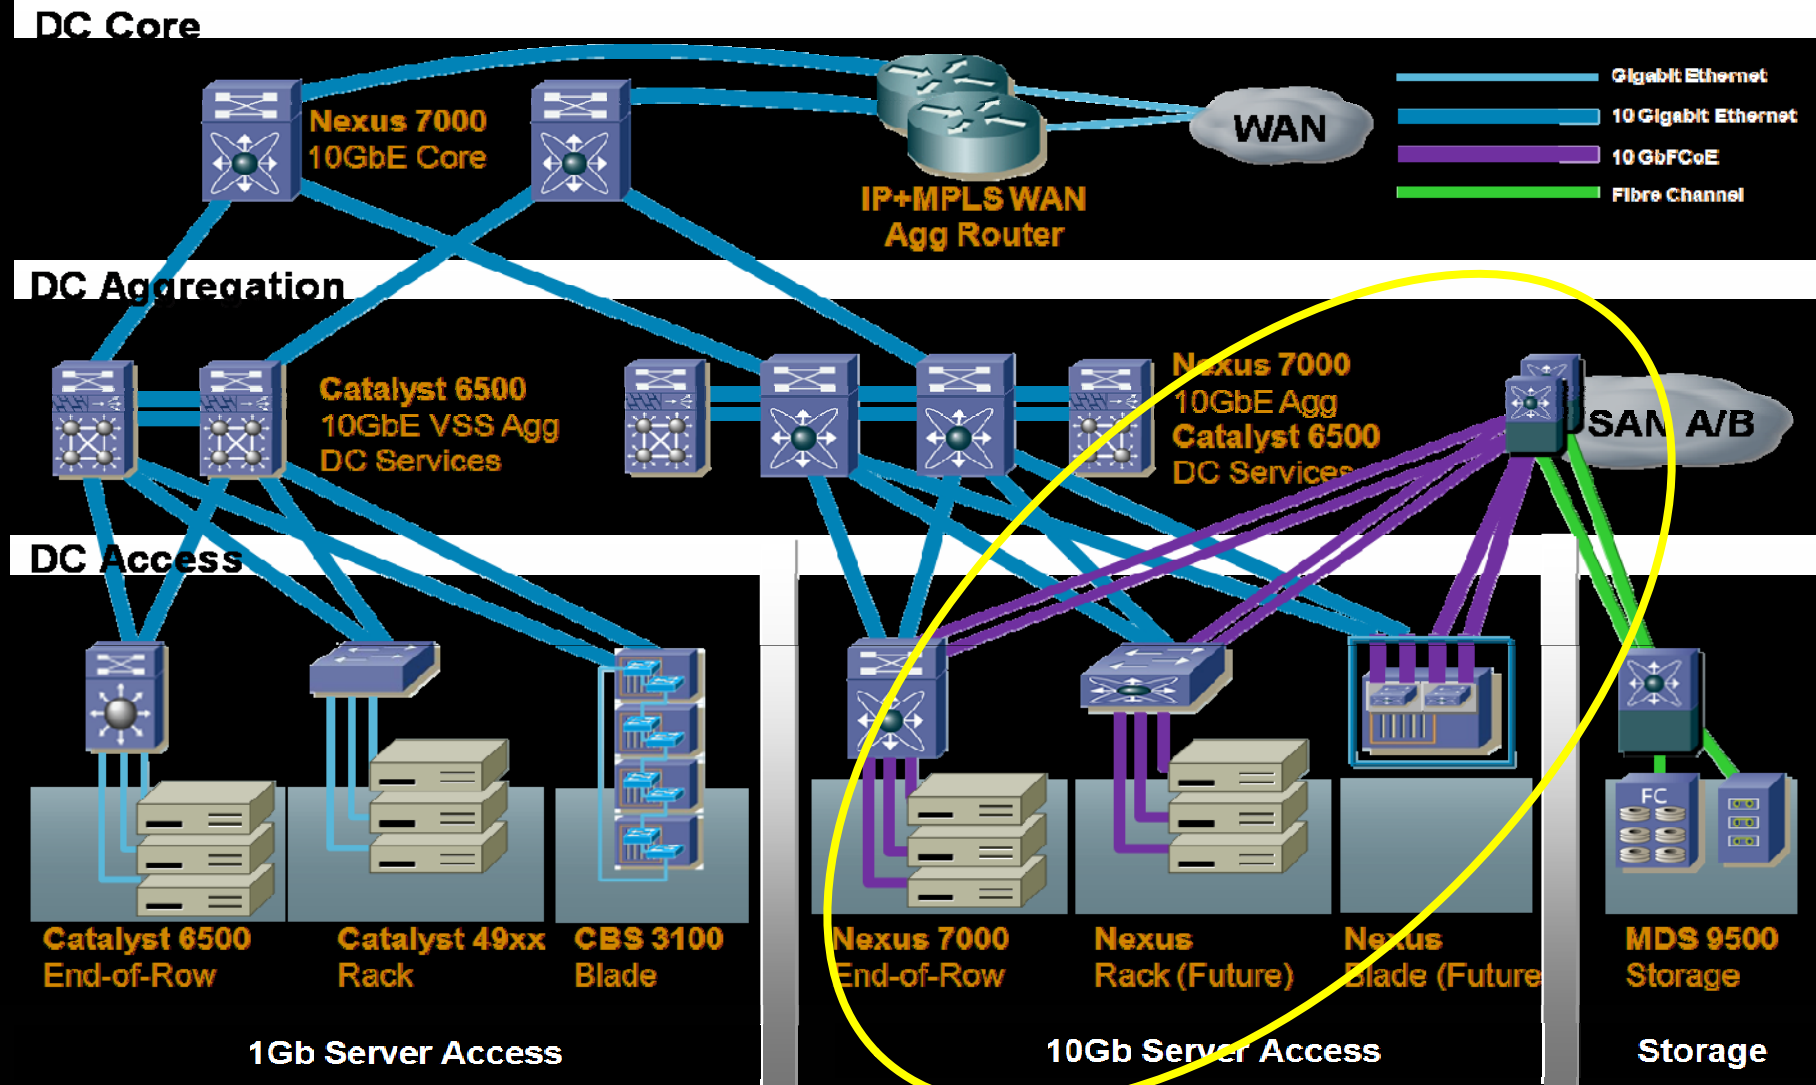 DC Core
Gigabit Ethernet
10 Gigabit Ethernet
10 GbFCoE
Fibre Channel
Nexus 7000
10GbE Core
WAN
IP+MPLS WAN
Agg Router
DC Aggregation
Catalyst 6500
10GbE VSS Agg
DC Services
Nexus 7000
10GbE Agg
Catalyst 6500
DC Services
SAN A/B
DC Access
FC
Catalyst 6500
End-of-Row
Catalyst 49xx
Rack
CBS 3100
Blade
Nexus 7000
End-of-Row
Nexus
Rack (Future)
Nexus
Blade (Future
MDS 9500
Storage
1Gb Server Access
10Gb Server Access
Storage